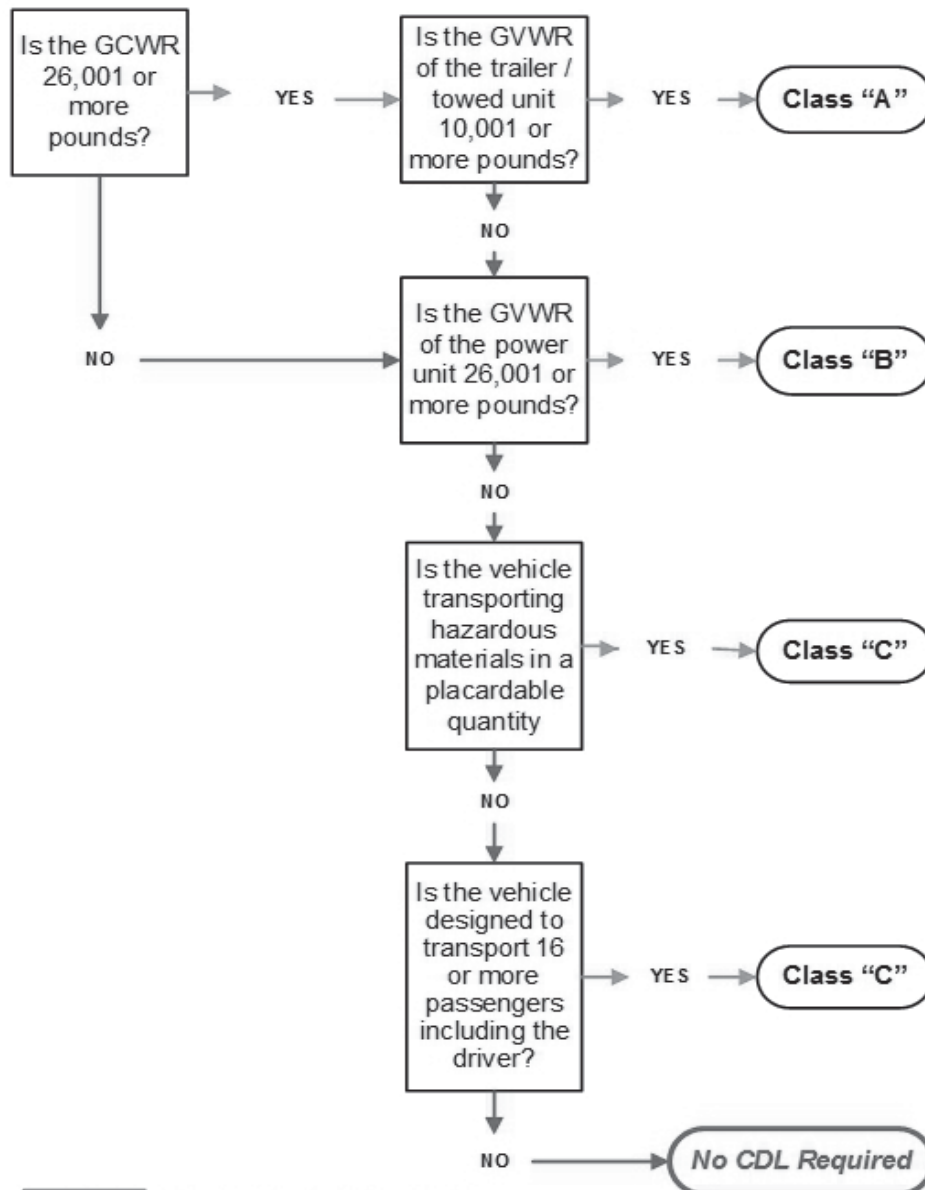 Is the GCWR
26,001 or
more
pounds?
YES
Is the GVWR
of the trailer /
towed unit
10,001 or
more pounds?
YES
Class “A”
NO
NO
Is the GVWR
of the power
unit 26,001 or
more pounds?
YES
Class “B”
NO
Is the vehicle
transporting
hazardous
materials in a
placardable
quantity
YES
Class “C”
NO
Is the vehicle
designed to
transport 16
or more
passengers
including the
driver?
YES
Class “C”
NO
No CDL Required